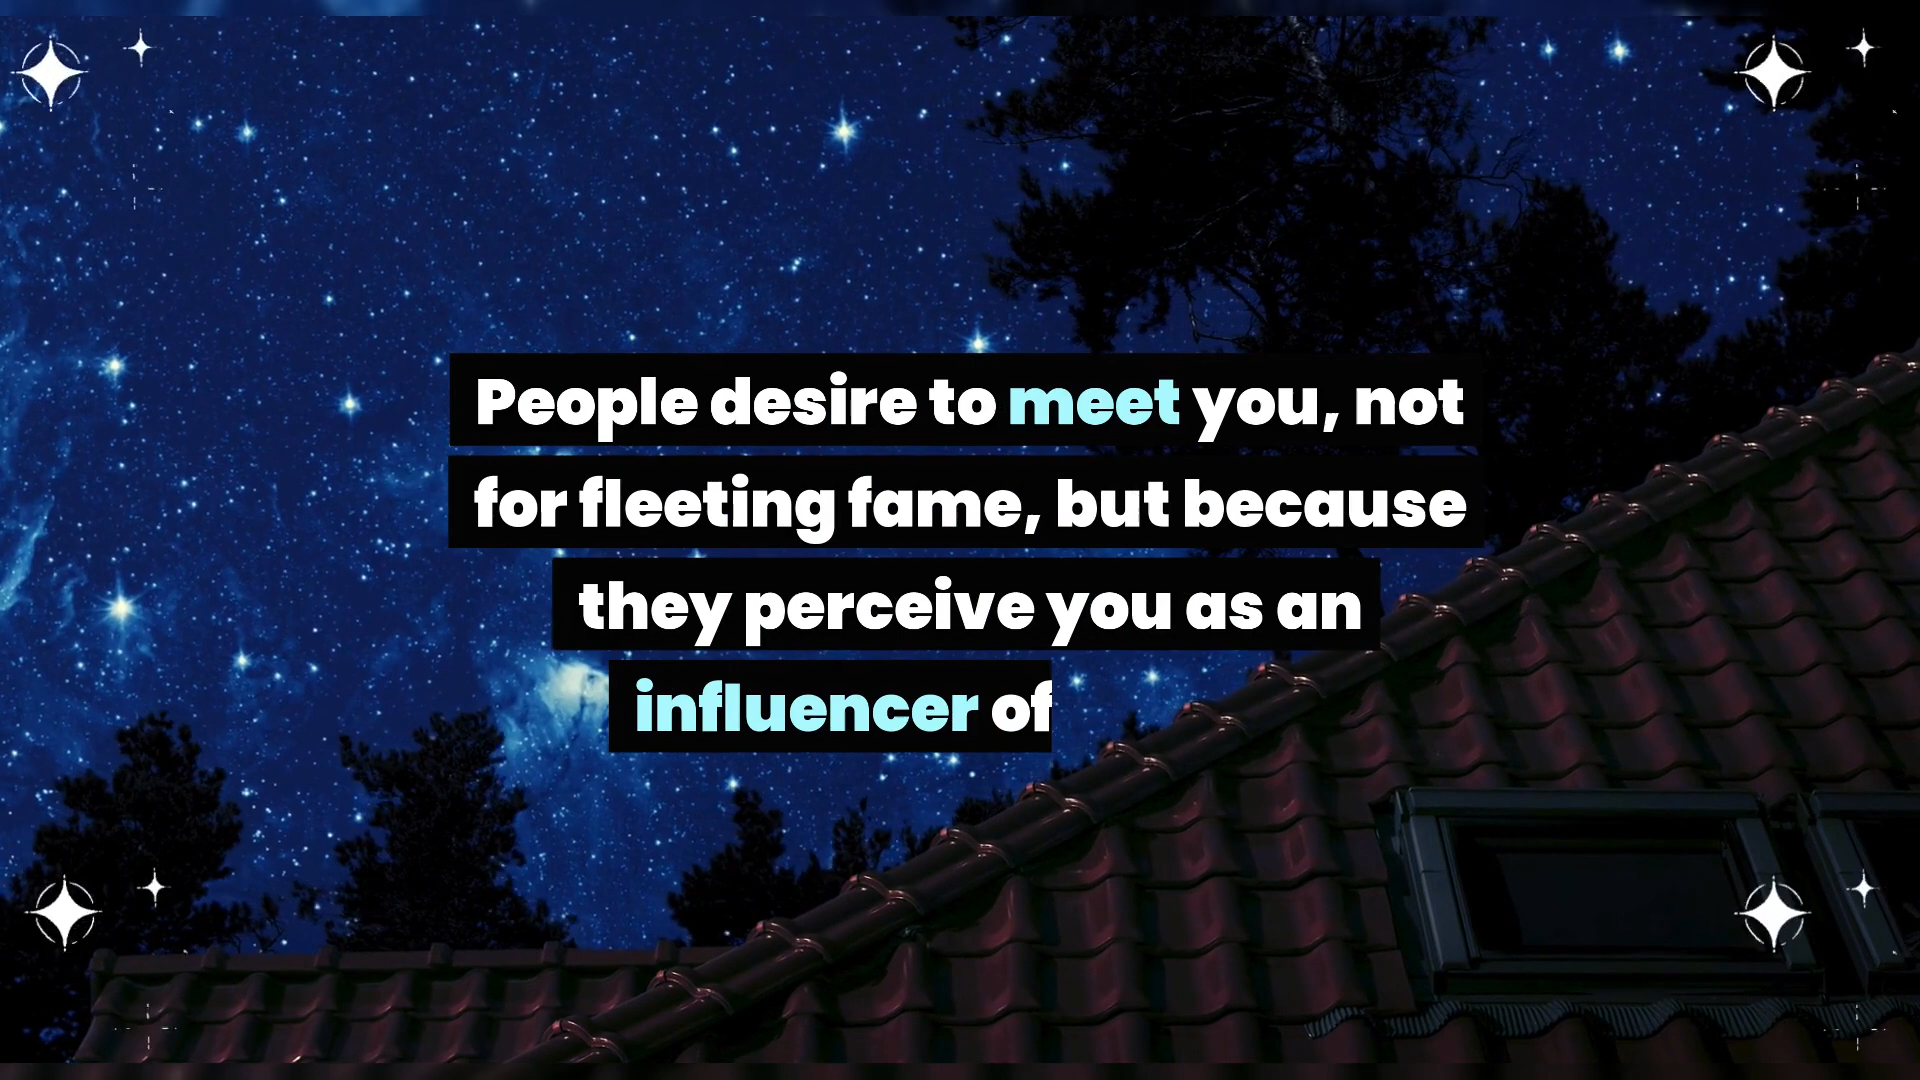 People desire to meet you, not
for fleeting fame, but because
they perceive you as an
influencer of